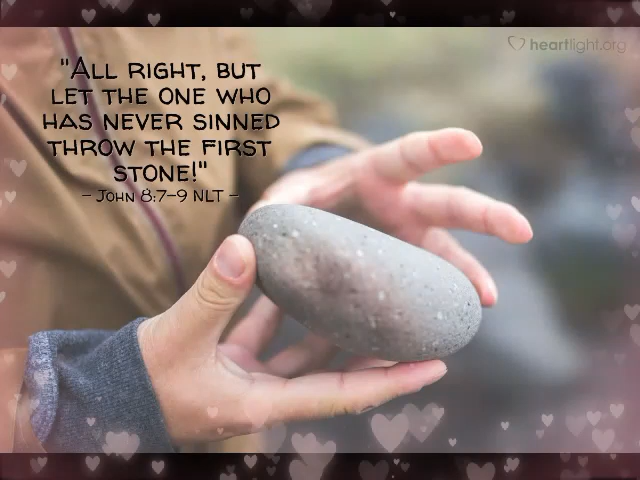 heartlight.org
"All right, but
let the one who
has never sinned
throw the first
stone!"
– John 8:7–9 NLT –